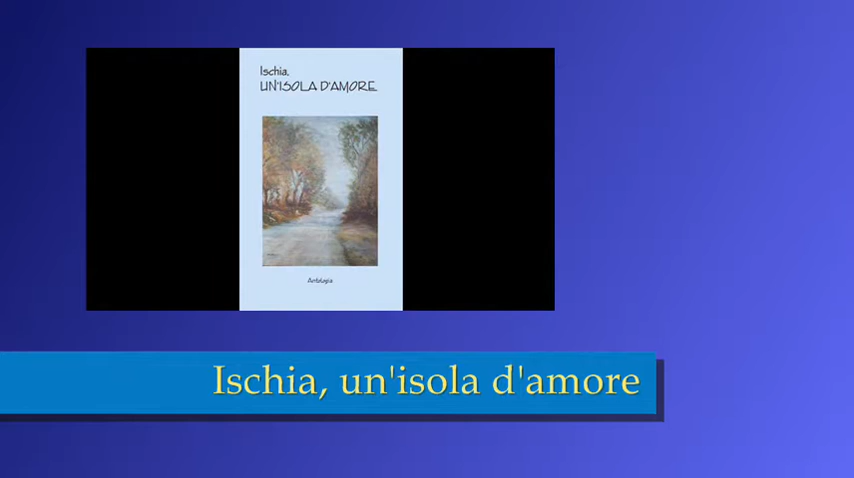 Ischia,
UN'ISOLA D'AMORE
Antologia
Ischia, un'isola d'amore